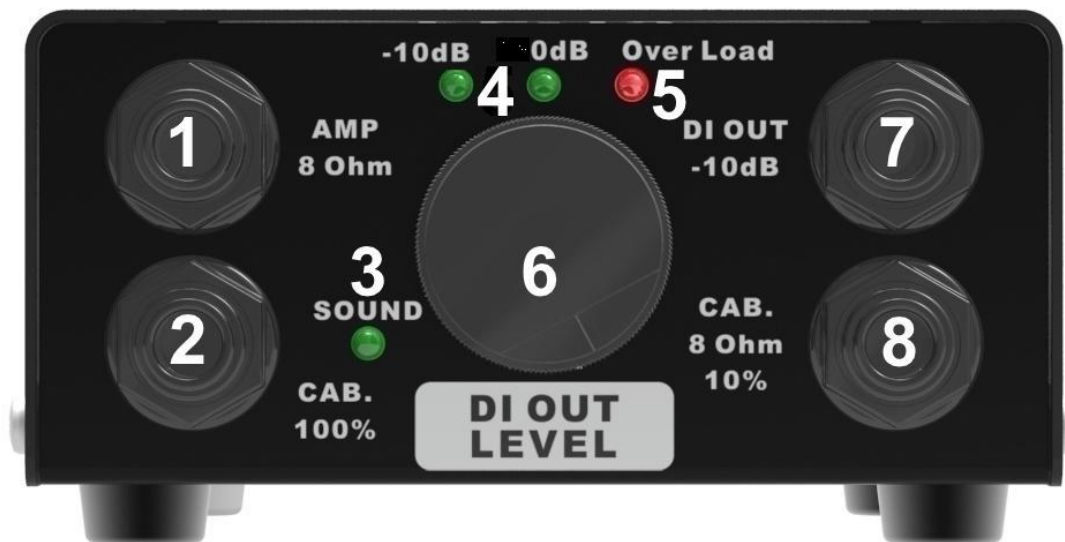 -10dB
0dB
Over Load
4
5
1
AMP
8 Ohm
DI OUT
-10dB
7
3
SOUND
6
2
CAB.
100%
CAB.
8 Ohm
10%
8
DI OUT
LEVEL